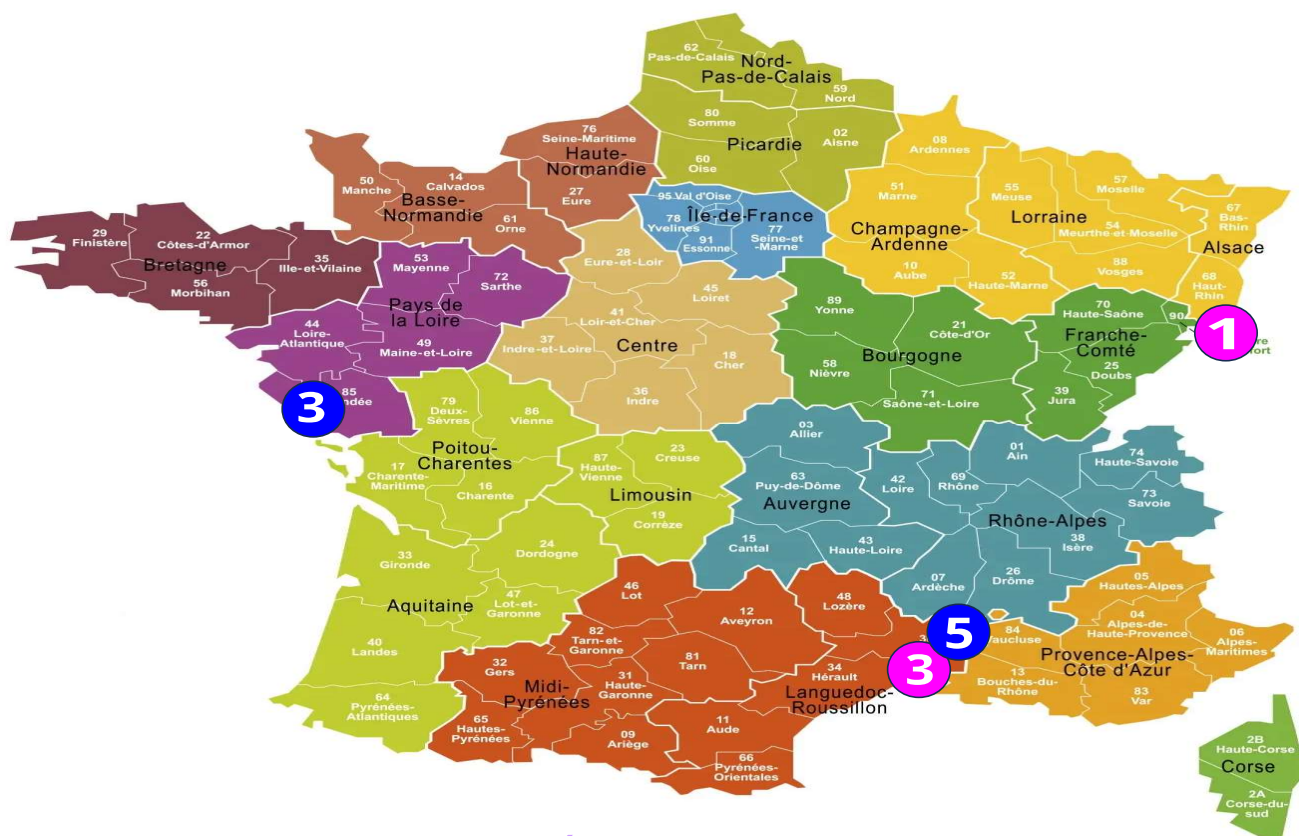 62
Pas-de-Calais
Nord-
Pas-de-Calais
59
Nord
80
Somme
02
Aisne
Picardie
60
Oise
76
Seine-Maritime
Haute-
Normandie
27
Eure
50
Manche
14
Calvados
Basse-
Normandie
61
Orne
95 Val d'Oise
78
Yvelines
Île-de-France
91
Essonne
77
Seine-et
-Marne
08
Ardennes
51
Marne
Champagne-
Ardenne
10
Aube
52
Haute-Marne
55
Meuse
57
Moselle
Lorraine
54
Meurthe-et-Moselle
88
Vosges
67
Bas-
Rhin
Alsace
68
Haut-
Rhin
29
Finistère
22
Côtes-d'Armor
Bretagne
56
Morbihan
35
Ille-et-Vilaine
53
Mayenne
72
Sarthe
Pays de
la Loire
44
Loire-
Atlantique
49
Maine-et-Loire
85
3
28
Eure-et-Loir
45
Loiret
41
Loir-et-Cher
37
Indre-et-Loire
Centre
18
Cher
36
Indre
89
Yonne
21
Côte-d'Or
Bourgogne
58
Nièvre
71
Saône-et-Loire
70
Haute-Saône
90
1
Franche-
Comté
25
Doubs
39
Jura
79
Deux-
Sèvres
86
Vienne
Poitou-
Charentes
17
Charente-
Maritime
16
Charente
87
Haute-
Vienne
23
Creuse
Limousin
19
Corrèze
03
Allier
63
Puy-de-Dôme
Auvergne
15
Cantal
43
Haute-Loire
42
Loire
69
Rhône
01
Ain
74
Haute-Savoie
73
Savoie
Rhône-Alpes
38
Isère
07
Ardèche
26
Drôme
33
Gironde
24
Dordogne
Aquitaine
47
Lot-et-
Garonne
40
Landes
64
Pyrénées-
Atlantiques
46
Lot
12
Aveyron
82
Tarn-et-
Garonne
32
Gers
81
Tarn
31
Haute-
Garonne
Midi-
Pyrénées
65
Hautes-
Pyrénées
09
Ariège
48
Lozère
5
3
34
Hérault
Languedoc-
Roussillon
11
Aude
66
Pyrénées-
Orientales
05
Hautes-Alpes
04
Alpes-de-
Haute-Provence
06
Alpes-
Maritimes
84
Provence-Alpes-
Côte d'Azur
13
Bouches-du-
Rhône
83
Var
2B
Haute-Corse
Corse
2A
Corse-du-
sud